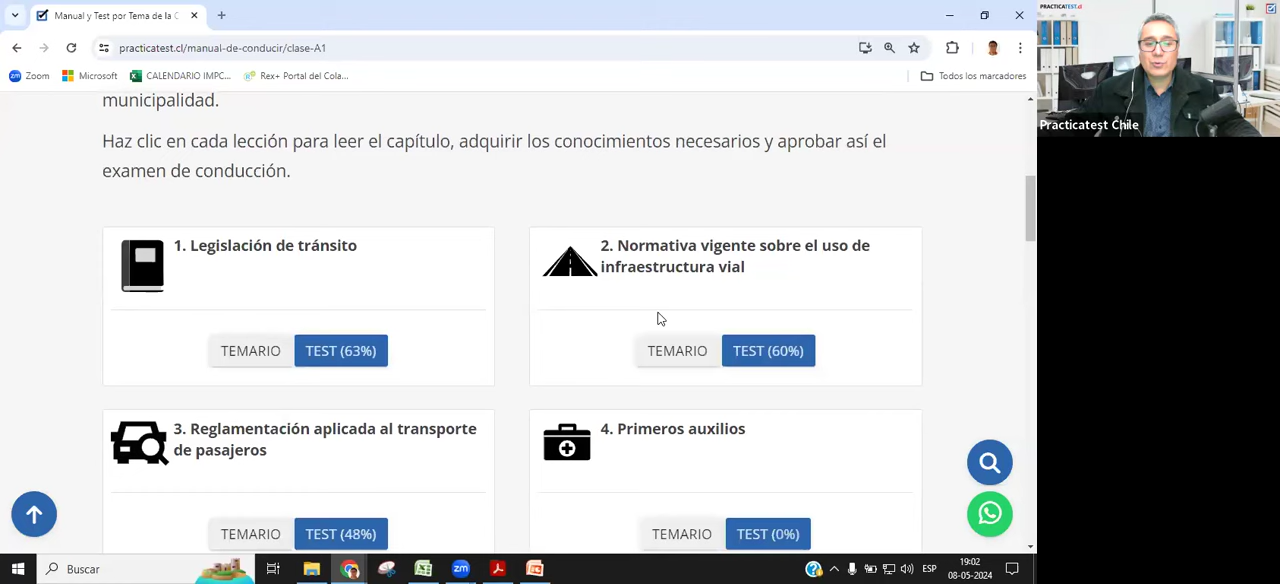 Manual y Test por Tema de la C
practicatest.cl/manual-de-conducir/clase-A1
Zoom
Microsoft
CALENDARIO IMPC...
Rex+ Portal del Cola...
Todos los marcadores
municipalidad.
Haz clic en cada lección para leer el capítulo, adquirir los conocimientos necesarios y aprobar así el
examen de conducción.
1. Legislación de tránsito
TEMARIO
TEST (63%)
2. Normativa vigente sobre el uso de
infraestructura vial
TEMARIO
TEST (60%)
3. Reglamentación aplicada al transporte
de pasajeros
TEMARIO
TEST (48%)
4. Primeros auxilios
TEMARIO
TEST (0%)
PRACTICATEST.cl
Practicatest Chile
Buscar
zm
ESP
19:02
08-05-2024